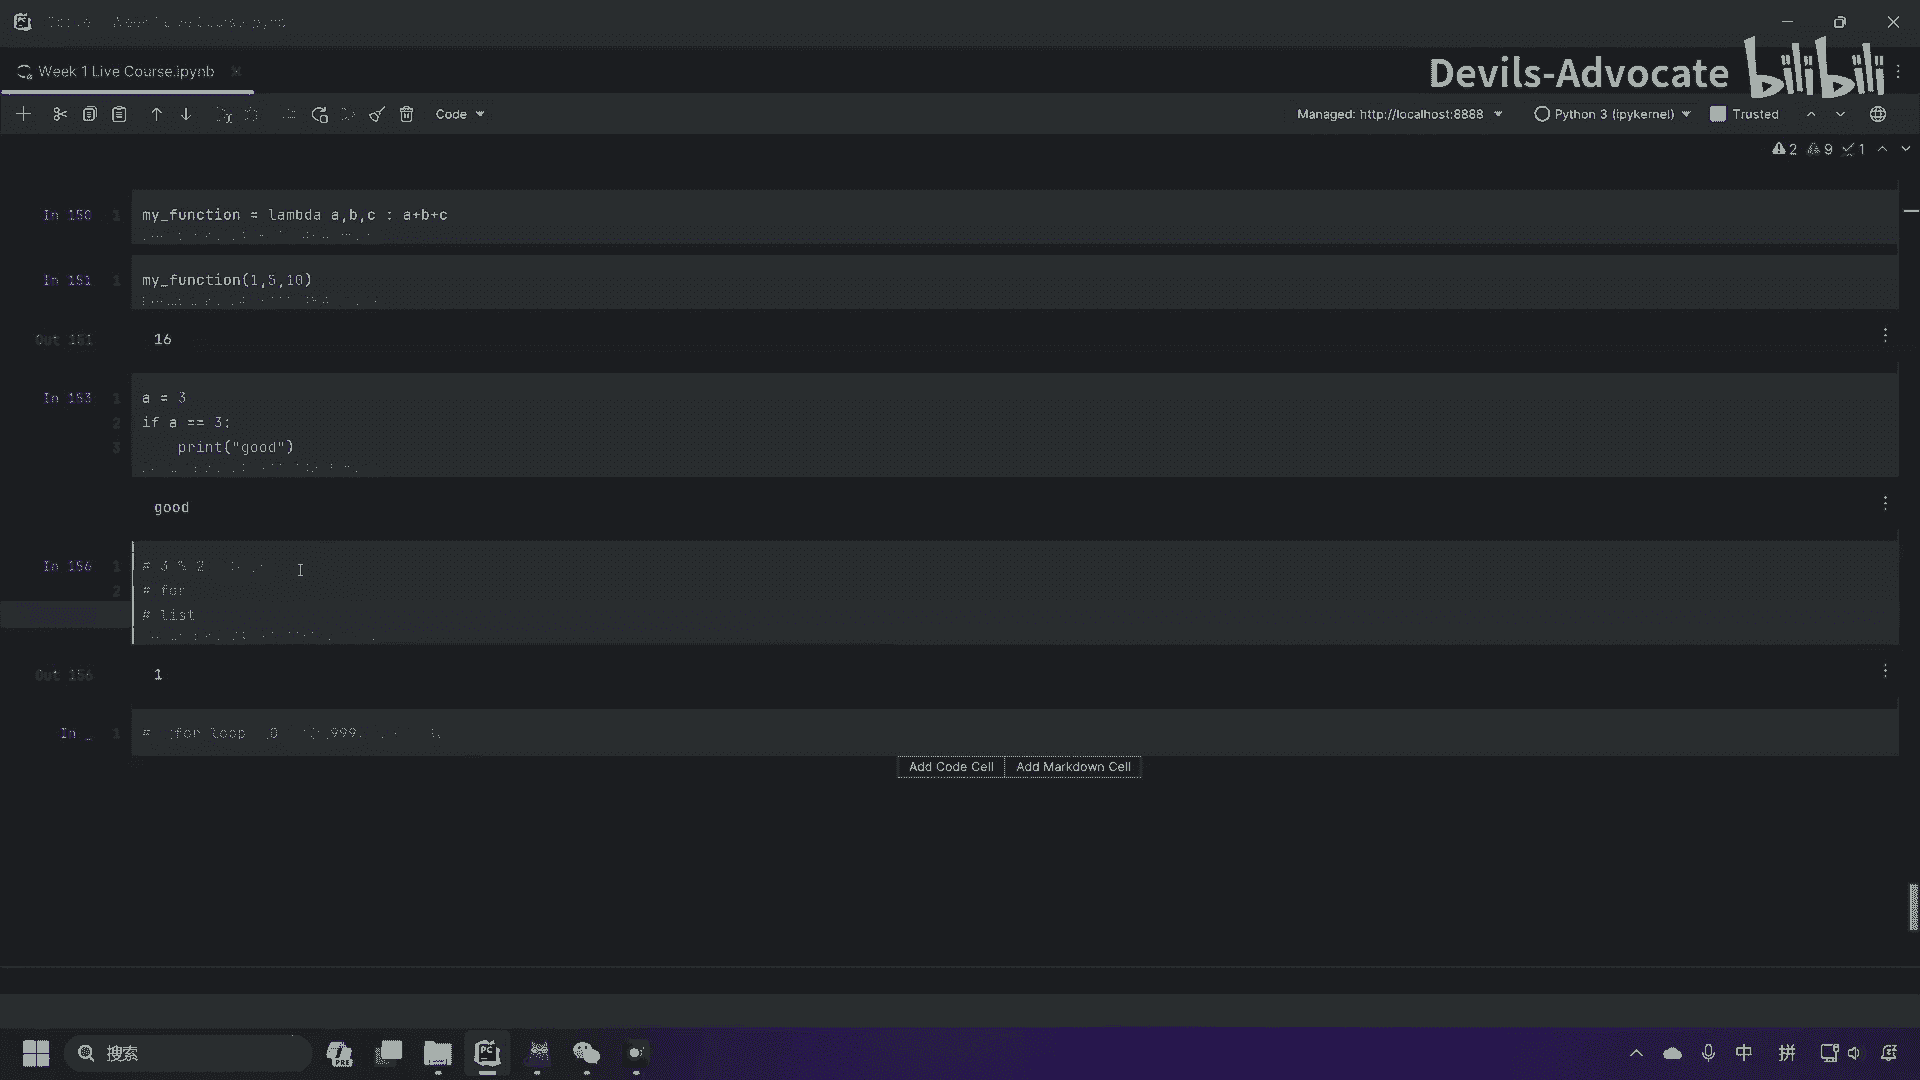 Week 1 Live Course.ipynb
Devils-Advocate bilibili
Code
Managed: http://localhost:8888
Python 3 (ipykernel)
Trusted
2 9 1
In 150 1 my_function = lambda a,b,c : a+b+c
In 151 1 my_function(1,5,10)
Out 151 16
In 153 1 a = 3
2 if a == 3:
3 print("good")
good
In 156 1 # 3 % 2
2 # for
# list
Out 156 1
In _ 1 # for loop 0 999
Add Code Cell Add Markdown Cell
搜索
PRE
PC
中
拼